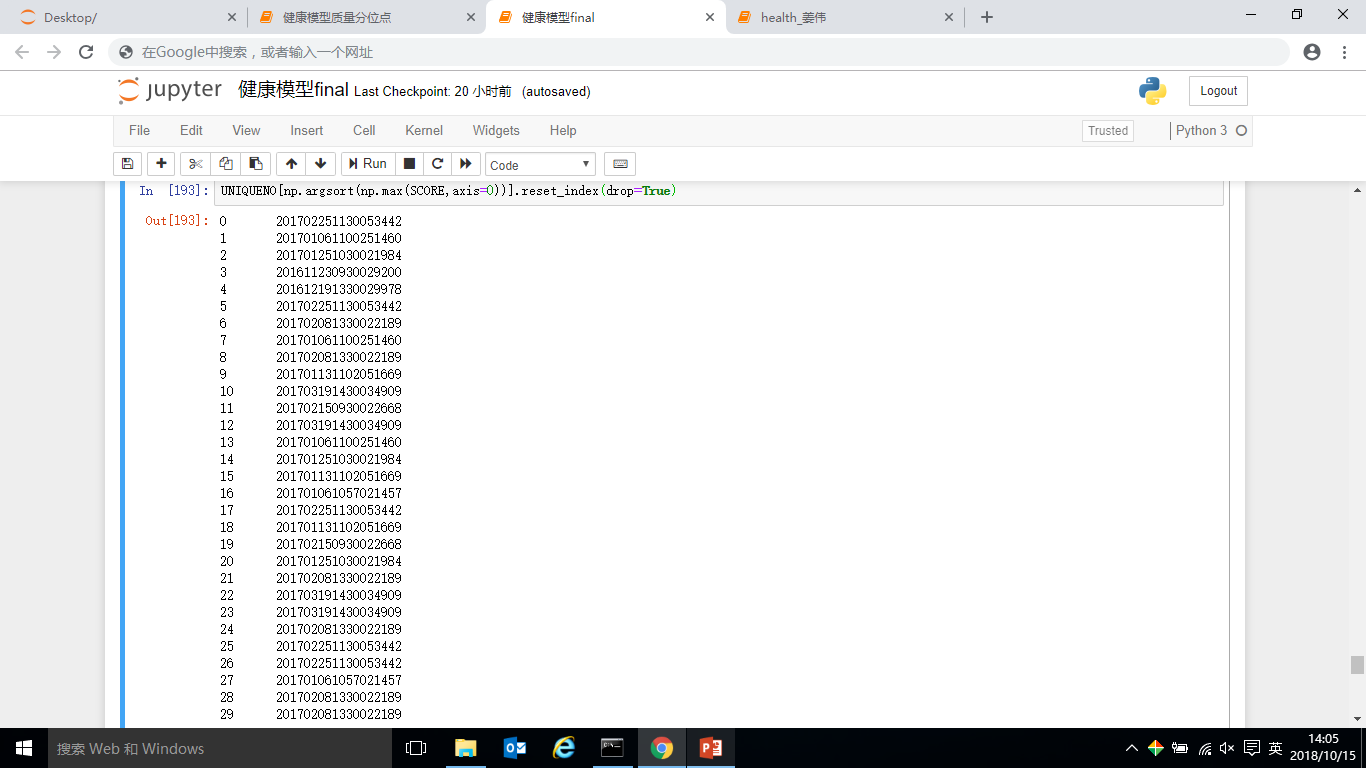 Desktop/
健康模型质量分位点
健康模型final
health_姜伟
在Google中搜索，或者输入一个网址
jupyter 健康模型final Last Checkpoint: 20 小时前 (autosaved)
Logout
File Edit View Insert Cell Kernel Widgets Help
Trusted
Python 3
Run
Code
In [193]: UNIQUENO[np.argsort(np.max(SCORE,axis=0))].reset_index(drop=True)
Out[193]: 0 201702251130053442
1 201701061100251460
2 201701251030021984
3 201611230930029200
4 201612191330029978
5 201702251130053442
6 201702081330022189
7 201701061100251460
8 201702081330022189
9 201701131102051669
10 201703191430034909
11 201702150930022668
12 201703191430034909
13 201701061100251460
14 201701251030021984
15 201701131102051669
16 201701061057021457
17 201702251130053442
18 201701131102051669
19 201702150930022668
20 201701251030021984
21 201702081330022189
22 201703191430034909
23 201703191430034909
24 201702081330022189
25 201702251130053442
26 201702251130053442
27 201701061057021457
28 201702081330022189
29 201702081330022189
搜索 Web 和 Windows
英
14:05
2018/10/15